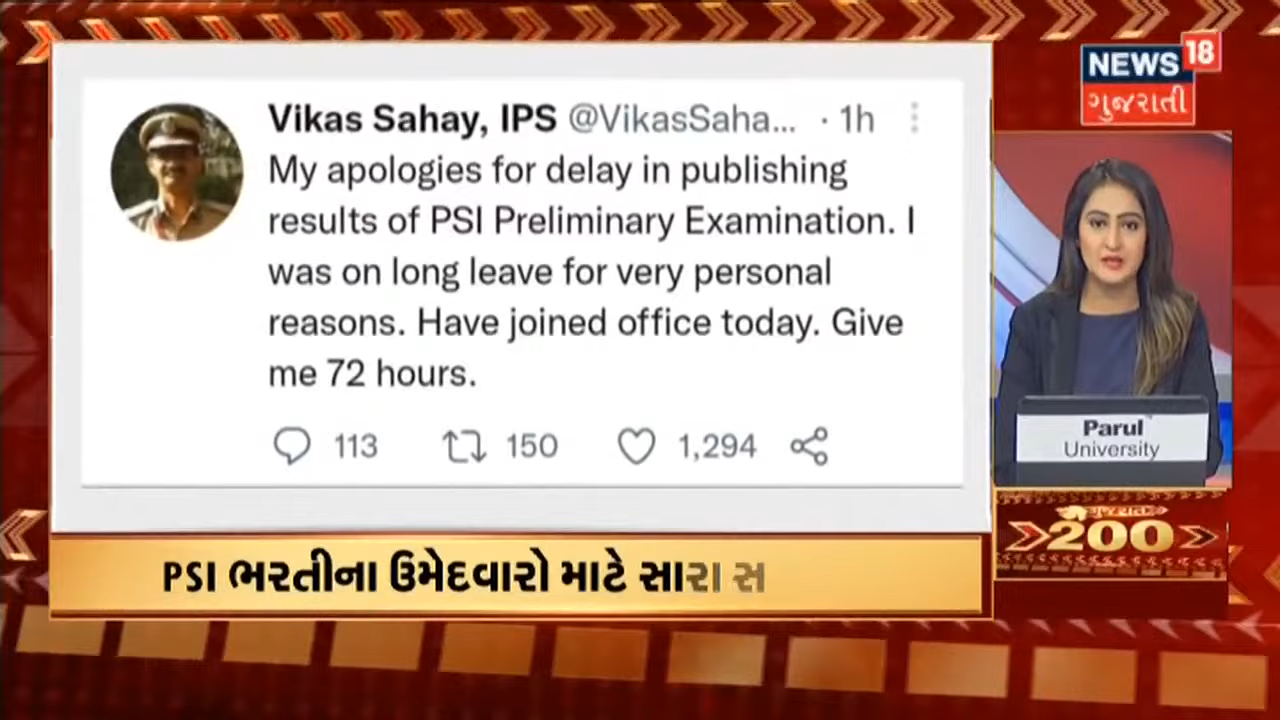 Vikas Sahay, IPS @VikasSaha... · 1h
My apologies for delay in publishing
results of PSI Preliminary Examination. I
was on long leave for very personal
reasons. Have joined office today. Give
me 72 hours.
113 150 1,294
NEWS 18
ગુજરાતી
Parul
University
ગુજરાત
200
PSI ભરતીના ઉમેદવારો માટે સારા સ